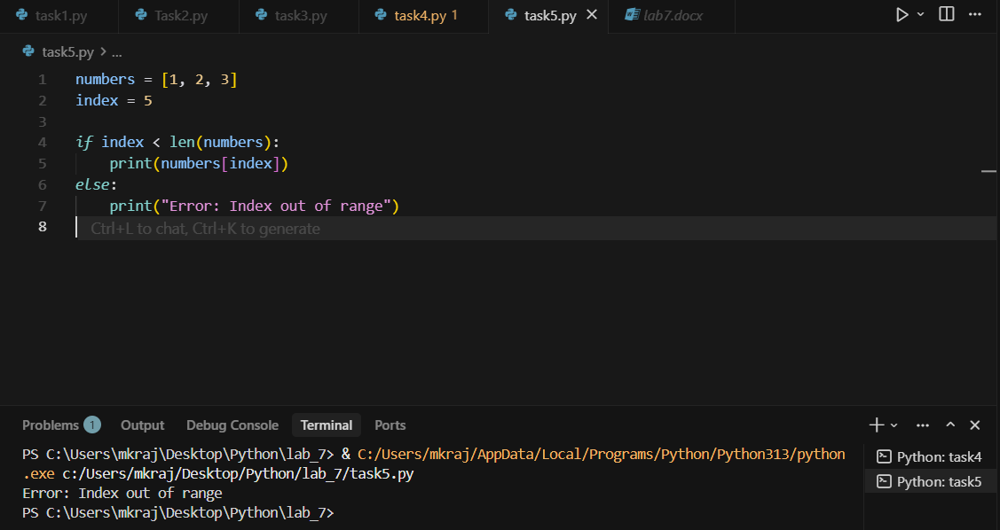 task1.py Task2.py task3.py task4.py 1 task5.py lab7.docx
task5.py > ...
1 numbers = [1, 2, 3]
2 index = 5
3
4 if index < len(numbers):
5     print(numbers[index])
6 else:
7     print("Error: Index out of range")
8 Ctrl+L to chat, Ctrl+K to generate
Problems 1 Output Debug Console Terminal Ports
PS C:\Users\mkraj\Desktop\Python\lab_7> & C:/Users/mkraj/AppData/Local/Programs/Python/Python313/python
.exe c:/Users/mkraj/Desktop/Python/lab_7/task5.py
Error: Index out of range
PS C:\Users\mkraj\Desktop\Python\lab_7>
Python: task4
Python: task5